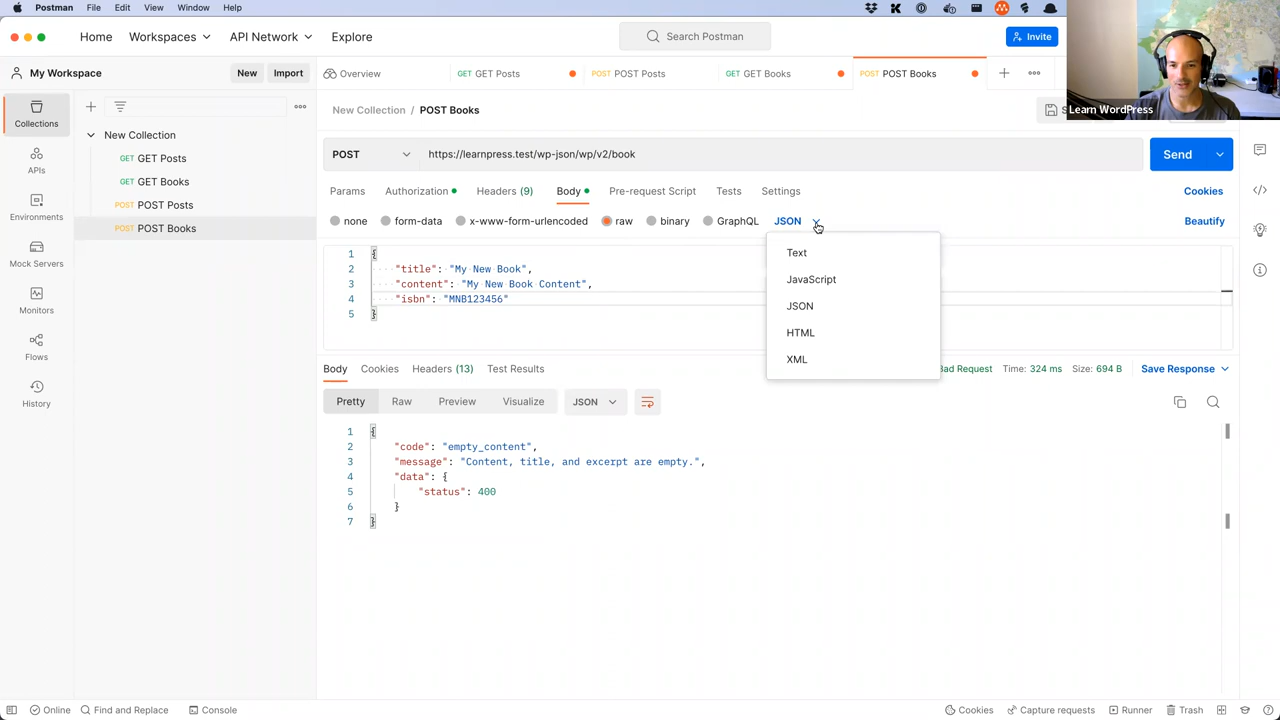 Postman File Edit View Window Help
Home Workspaces API Network Explore
Search Postman
Invite
My Workspace
New Import
Overview
GET GET Posts
POST POST Posts
GET GET Books
POST POST Books
Learn WordPress
Collections
APIs
Environments
Mock Servers
Monitors
Flows
History
New Collection
GET GET Posts
GET GET Books
POST POST Posts
POST POST Books
New Collection / POST Books
POST https://learnpress.test/wp-json/wp/v2/book
Send
Params Authorization Headers (9) Body Pre-request Script Tests Settings
Cookies
none form-data x-www-form-urlencoded raw binary GraphQL JSON
Beautify
1 {
2 "title": "My New Book",
3 "content": "My New Book Content",
4 "isbn": "MNB123456"
5 }
Text
JavaScript
JSON
HTML
XML
Body Cookies Headers (13) Test Results
Bad Request Time: 324 ms Size: 694 B Save Response
Pretty Raw Preview Visualize JSON
1 {
2 "code": "empty_content",
3 "message": "Content, title, and excerpt are empty.",
4 "data": {
5 "status": 400
6 }
7 }
Online Find and Replace Console
Cookies Capture requests Runner Trash